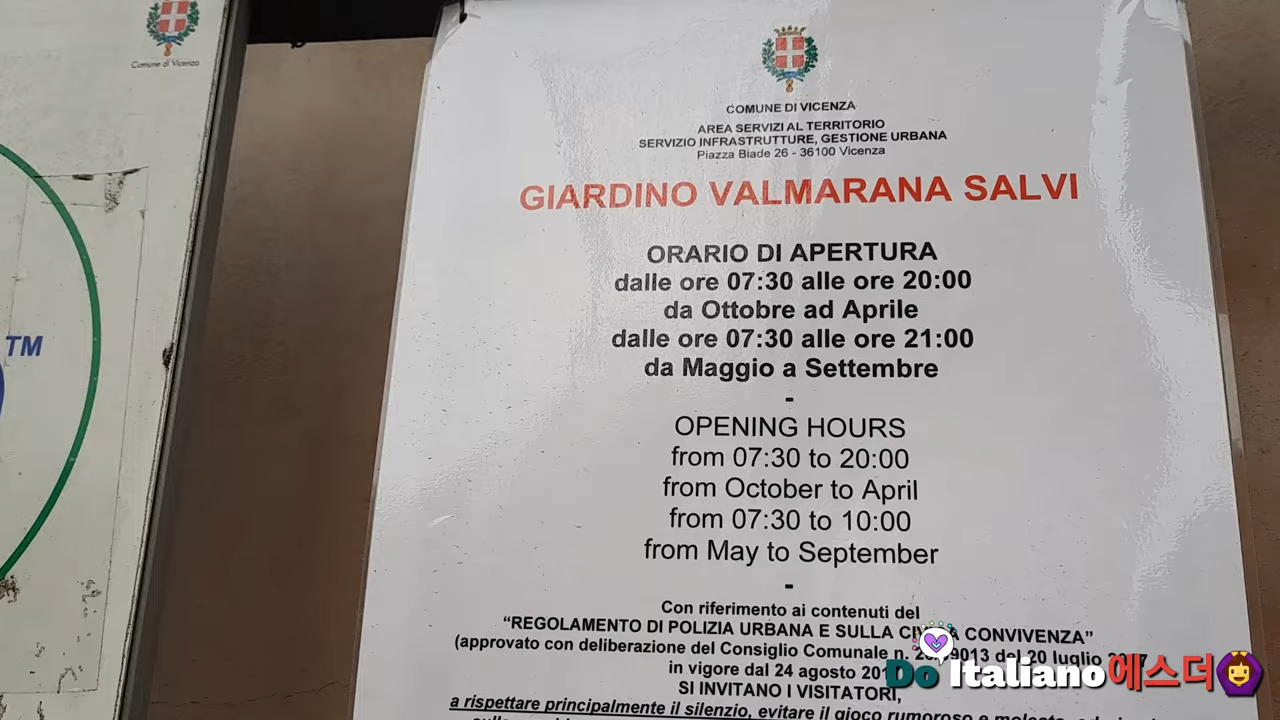 Comune di Vicenza
TM
COMUNE DI VICENZA
AREA SERVIZI AL TERRITORIO
SERVIZIO INFRASTRUTTURE, GESTIONE URBANA
Piazza Biade 26 - 36100 Vicenza
GIARDINO VALMARANA SALVI
ORARIO DI APERTURA
dalle ore 07:30 alle ore 20:00
da Ottobre ad Aprile
dalle ore 07:30 alle ore 21:00
da Maggio a Settembre
-
OPENING HOURS
from 07:30 to 20:00
from October to April
from 07:30 to 10:00
from May to September
-
Con riferimento ai contenuti del
"REGOLAMENTO DI POLIZIA URBANA E SULLA CONVIVENZA"
(approvato con deliberazione del Consiglio Comunale n. del 20 luglio
in vigore dal 24 agosto
SI INVITANO I VISITATORI,
a rispettare principalmente il silenzio, evitare il gioco rumoroso e molesto,
Do Italiano에스더